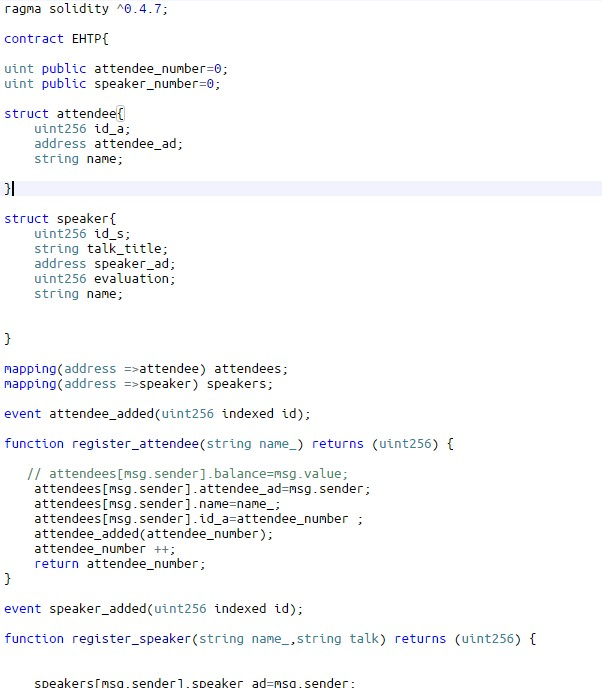 ragma solidity ^0.4.7;
contract EHTP{
uint public attendee_number=0;
uint public speaker_number=0;
struct attendee{
uint256 id_a;
address attendee_ad;
string name;
}
struct speaker{
uint256 id_s;
string talk_title;
address speaker_ad;
uint256 evaluation;
string name;
}
mapping(address =>attendee) attendees;
mapping(address =>speaker) speakers;
event attendee_added(uint256 indexed id);
function register_attendee(string name_) returns (uint256) {
// attendees[msg.sender].balance=msg.value;
attendees[msg.sender].attendee_ad=msg.sender;
attendees[msg.sender].name=name_;
attendees[msg.sender].id_a=attendee_number ;
attendee_added(attendee_number);
attendee_number ++;
return attendee_number;
}
event speaker_added(uint256 indexed id);
function register_speaker(string name_,string talk) returns (uint256) {
speakers[msg.sender].speaker_ad=msg.sender;